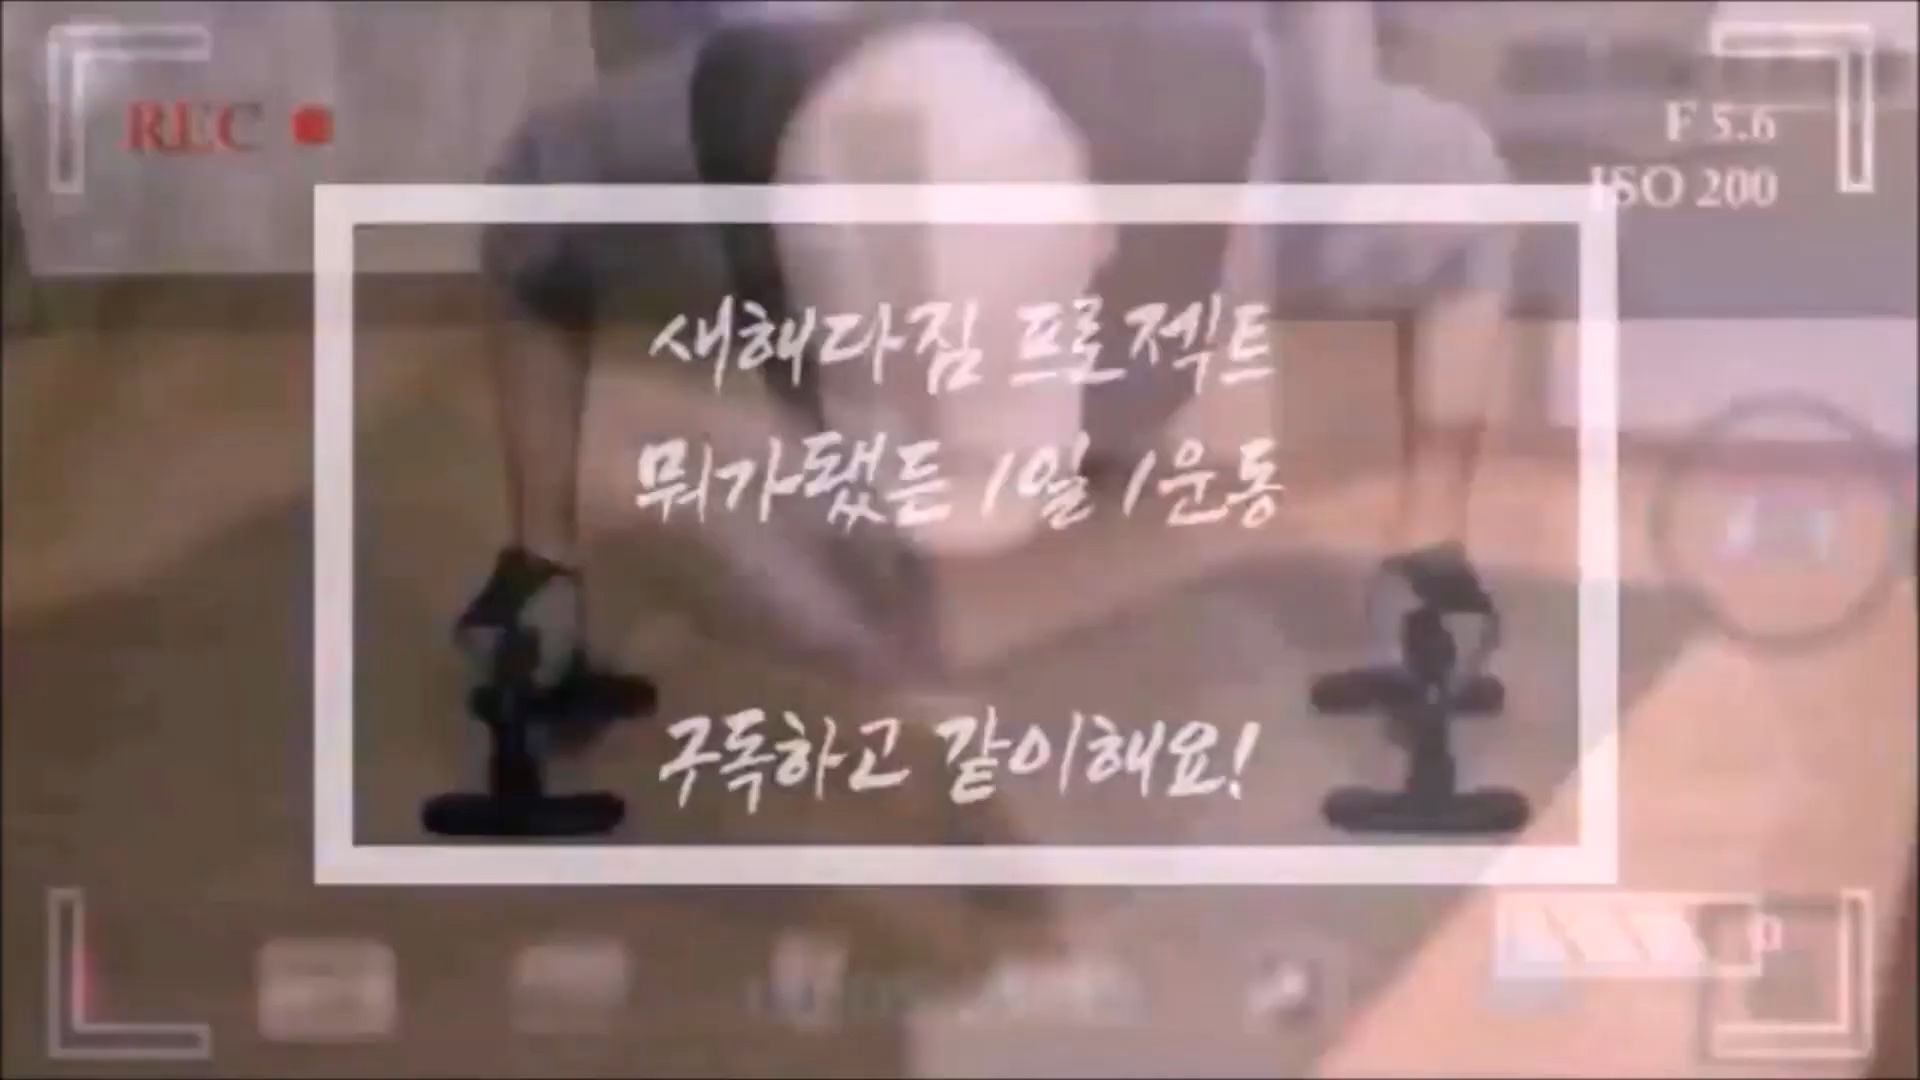 REC
F 5.6
ISO 200
새해다짐 프로젝트
뭐가됐든 1일 1운동
구독하고 같이해요!